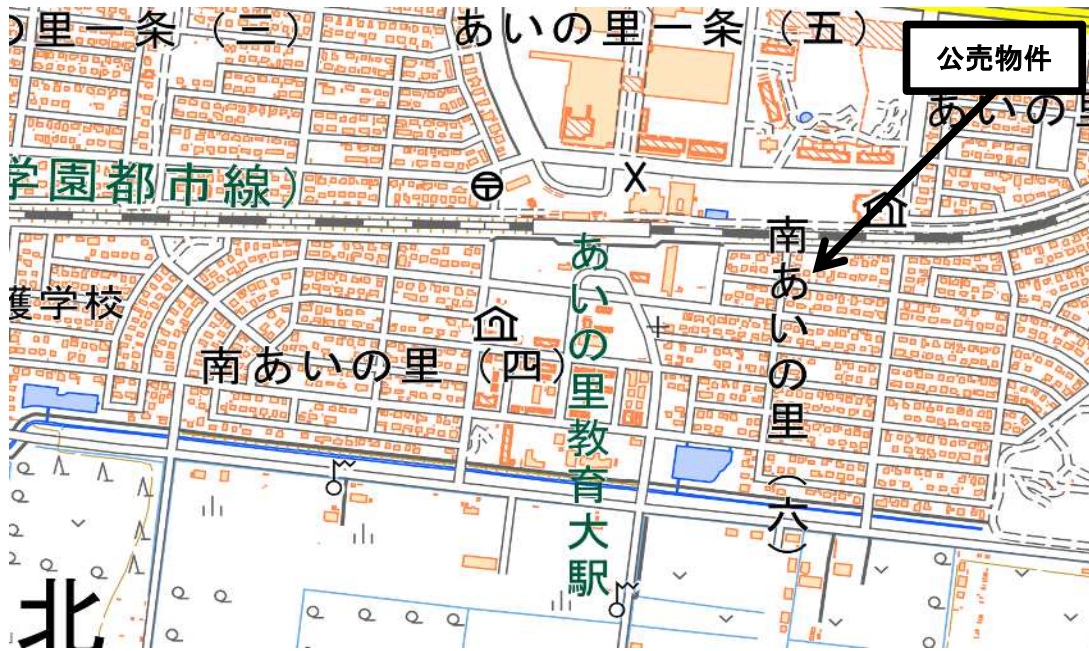 の里一条（三）
あいの里一条（五）
公売物件
あいの里
学園都市線）
南あいの里（六）
あいの里教育大駅
護学校
南あいの里（四）
北